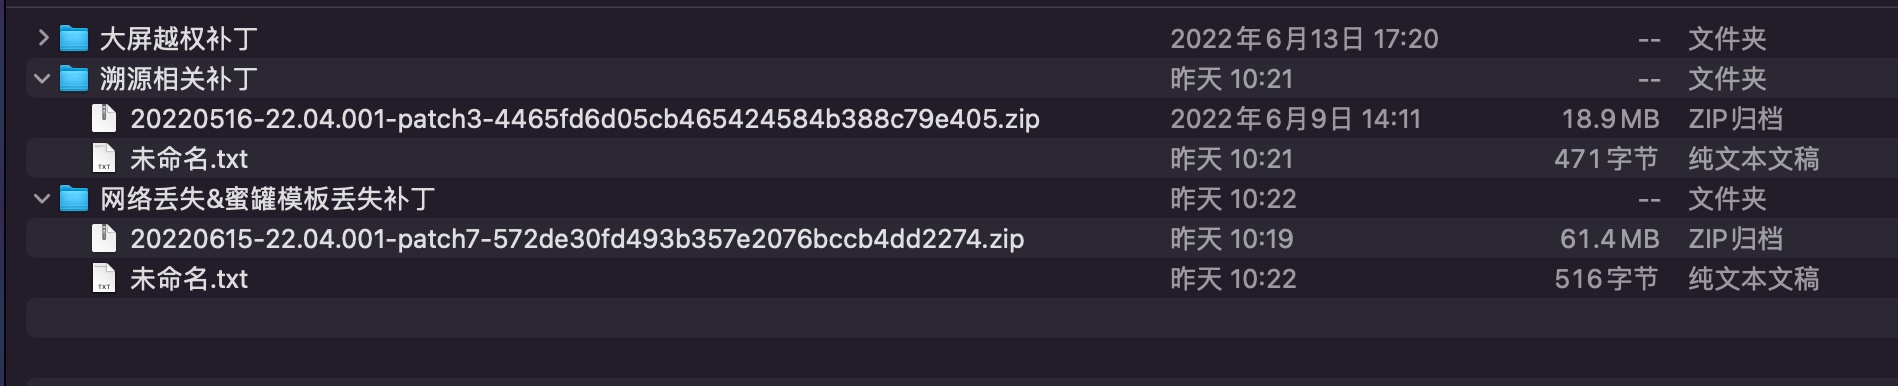 大屏越权补丁 2022年6月13日 17:20 -- 文件夹
溯源相关补丁 昨天 10:21 -- 文件夹
20220516-22.04.001-patch3-4465fd6d05cb465424584b388c79e405.zip 2022年6月9日 14:11 18.9 MB ZIP归档
未命名.txt 昨天 10:21 471字节 纯文本文稿
网络丢失&蜜罐模板丢失补丁 昨天 10:22 -- 文件夹
20220615-22.04.001-patch7-572de30fd493b357e2076bccb4dd2274.zip 昨天 10:19 61.4 MB ZIP归档
未命名.txt 昨天 10:22 516字节 纯文本文稿